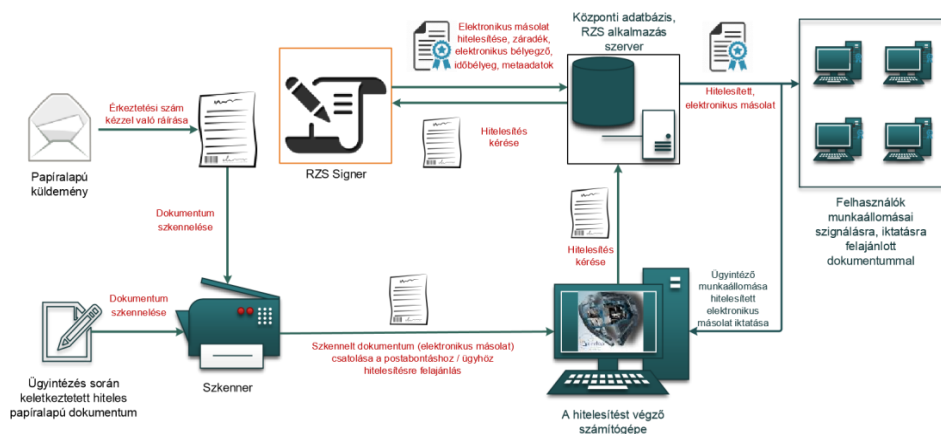 Elektronikus másolat
hitelesítése, záradék,
elektronikus bélyegző,
időbélyeg, metaadatok
Központi adatbázis,
RZS alkalmazás
szerver
Érkeztetési szám
kézzel való ráírása
Hitelesített,
elektronikus másolat
Hitelesítés
kérése
RZS Signer
Papíralapú
küldemény
Felhasználók
munkaállomásai
szignálásra, iktatásra
felajánlott
dokumentummal
Dokumentum
szkennelése
Hitelesítés
kérése
Ügyintéző
munkaállomása
hitelesített
elektronikus
másolat iktatása
Dokumentum
szkennelése
Szkennelt dokumentum (elektronikus másolat)
csatolása a postabontáshoz / ügyhöz
hitelesítésre felajánlás
Szkenner
Ügyintézés során
keletkeztetett hiteles
papíralapú dokumentum
A hitelesítést végző
számítógépe